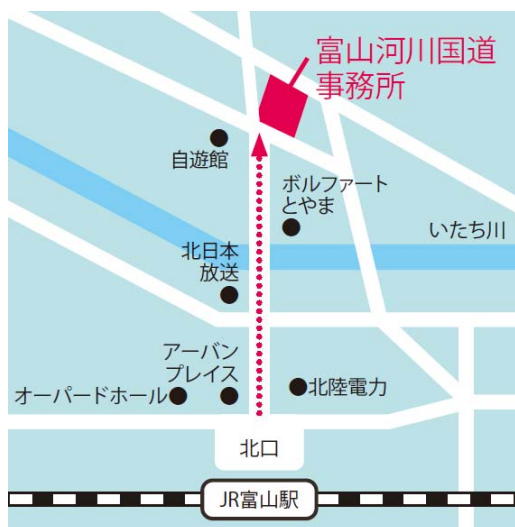 富山河川国道
事務所
自遊館
ボルファート
とやま
いたち川
北日本
放送
アーバン
プレイス
オーパードホール
北陸電力
北口
JR富山駅